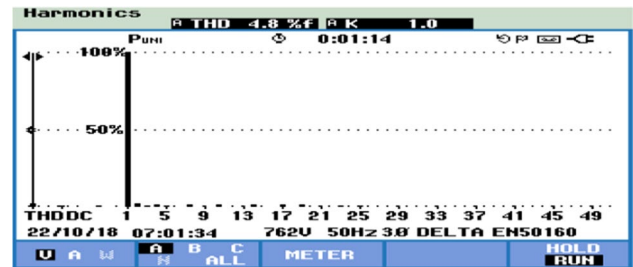 Harmonics
A THD 4.8 %f A K 1.0
PUNI 0:01:14
100%
50%
THD DC 1 5 9 13 17 21 25 29 33 37 41 45 49
22/10/18 07:01:34 762V 50Hz 3Ø DELTA EN50160
V A W A B C N ALL METER HOLD RUN